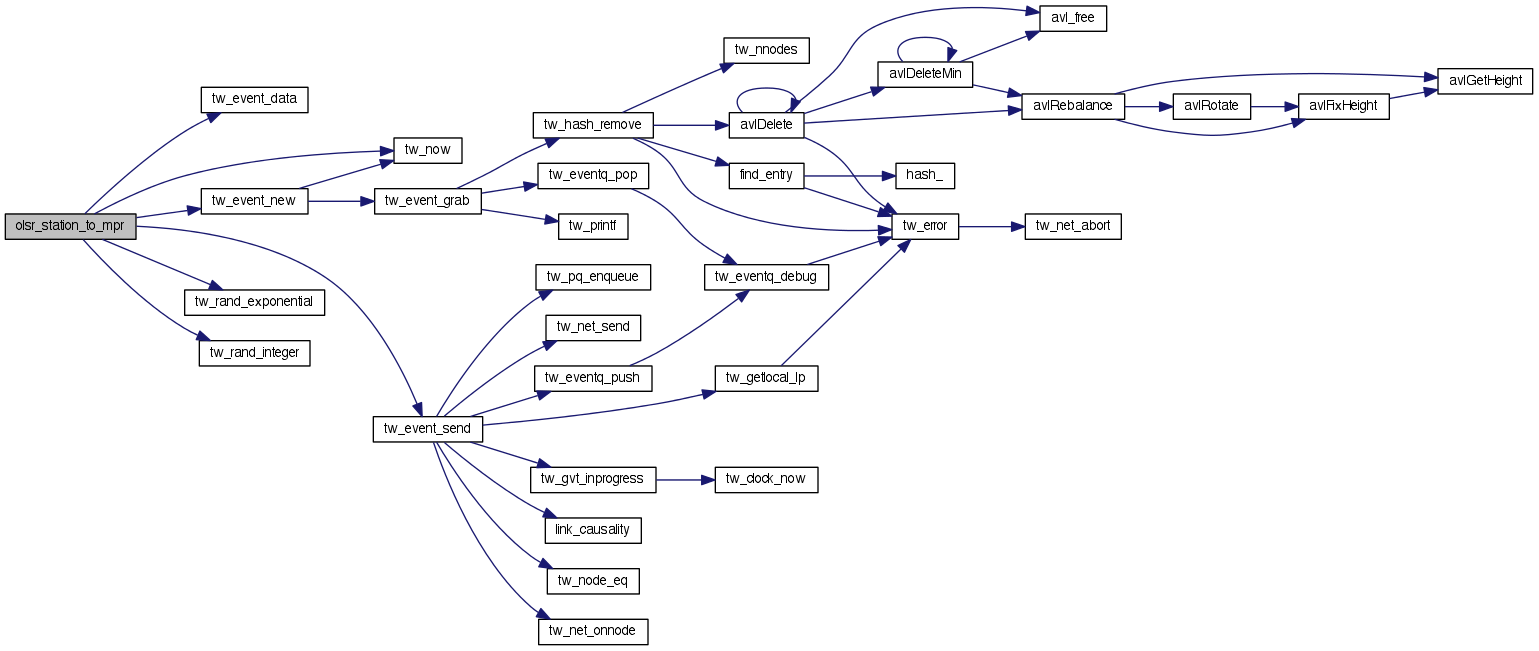 avl_free
tw_nnodes
avlDeleteMin
avlGetHeight
tw_event_data
avlRebalance
avlRotate
avlFixHeight
tw_hash_remove
avlDelete
tw_now
tw_eventq_pop
find_entry
hash_
tw_event_new
tw_event_grab
olsr_station_to_mpr
tw_printf
tw_error
tw_net_abort
tw_pq_enqueue
tw_eventq_debug
tw_rand_exponential
tw_net_send
tw_rand_integer
tw_eventq_push
tw_getlocal_lp
tw_event_send
tw_gvt_inprogress
tw_clock_now
link_causality
tw_node_eq
tw_net_onnode